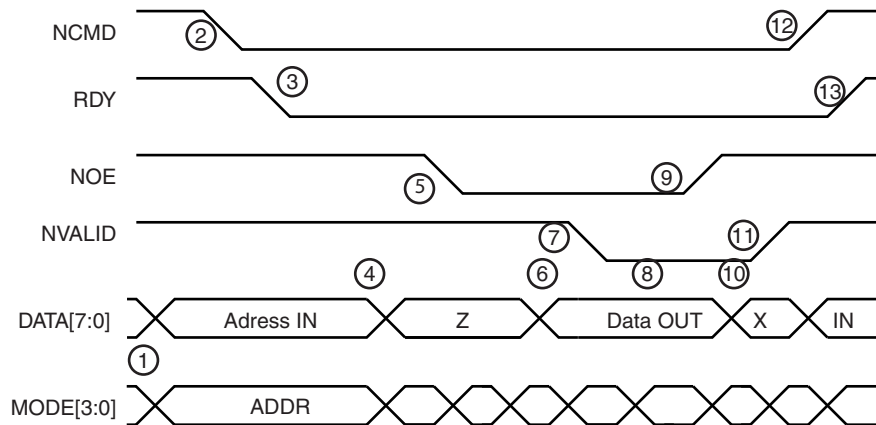 NCMD 2 12
RDY 3 13
NOE 5 9
NVALID 7 11
4 6 8 10
DATA[7:0] Adress IN Z Data OUT X IN
1
MODE[3:0] ADDR